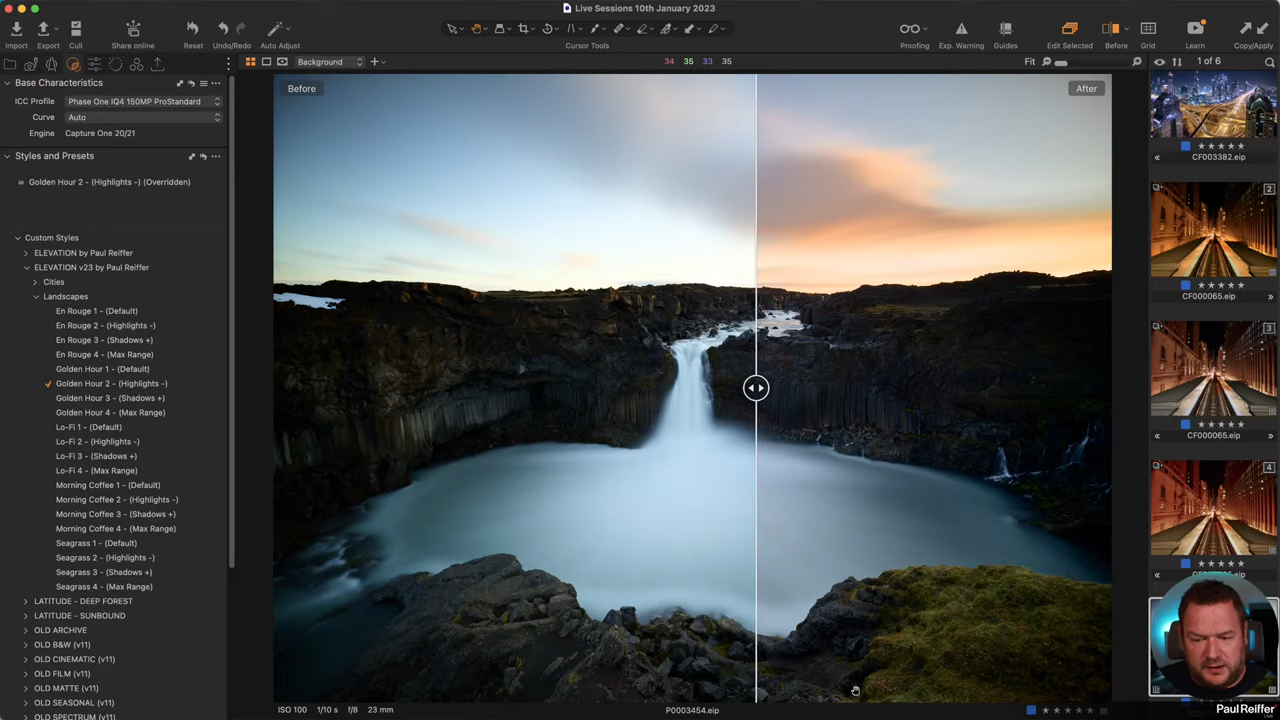 Live Sessions 10th January 2023
Import Export Cull Share online Reset Undo/Redo Auto Adjust Cursor Tools Proofing Exp. Warning Guides Edit Selected Before Grid Learn Copy/Apply
Background 34 35 33 35 Fit 1 of 6
Base Characteristics
ICC Profile Phase One IQ4 150MP ProStandard
Curve Auto
Engine Capture One 20/21
Styles and Presets
Golden Hour 2 - (Highlights -) (Overridden)
Custom Styles
ELEVATION by Paul Reiffer
ELEVATION v23 by Paul Reiffer
Cities
Landscapes
En Rouge 1 - (Default)
En Rouge 2 - (Highlights -)
En Rouge 3 - (Shadows +)
En Rouge 4 - (Max Range)
Golden Hour 1 - (Default)
Golden Hour 2 - (Highlights -)
Golden Hour 3 - (Shadows +)
Golden Hour 4 - (Max Range)
Lo-Fi 1 - (Default)
Lo-Fi 2 - (Highlights -)
Lo-Fi 3 - (Shadows +)
Lo-Fi 4 - (Max Range)
Morning Coffee 1 - (Default)
Morning Coffee 2 - (Highlights -)
Morning Coffee 3 - (Shadows +)
Morning Coffee 4 - (Max Range)
Seagrass 1 - (Default)
Seagrass 2 - (Highlights -)
Seagrass 3 - (Shadows +)
Seagrass 4 - (Max Range)
LATITUDE - DEEP FOREST
LATITUDE - SUNBOUND
OLD ARCHIVE
OLD B&W (v11)
OLD CINEMATIC (v11)
OLD FILM (v11)
OLD MATTE (v11)
OLD SEASONAL (v11)
OLD SPECTRUM (v11)
Before
After
ISO 100 1/10 s f/8 23 mm P0003454.eip
CF003382.eip
2
CF000065.eip
3
CF000065.eip
4
Paul Reiffer
Live